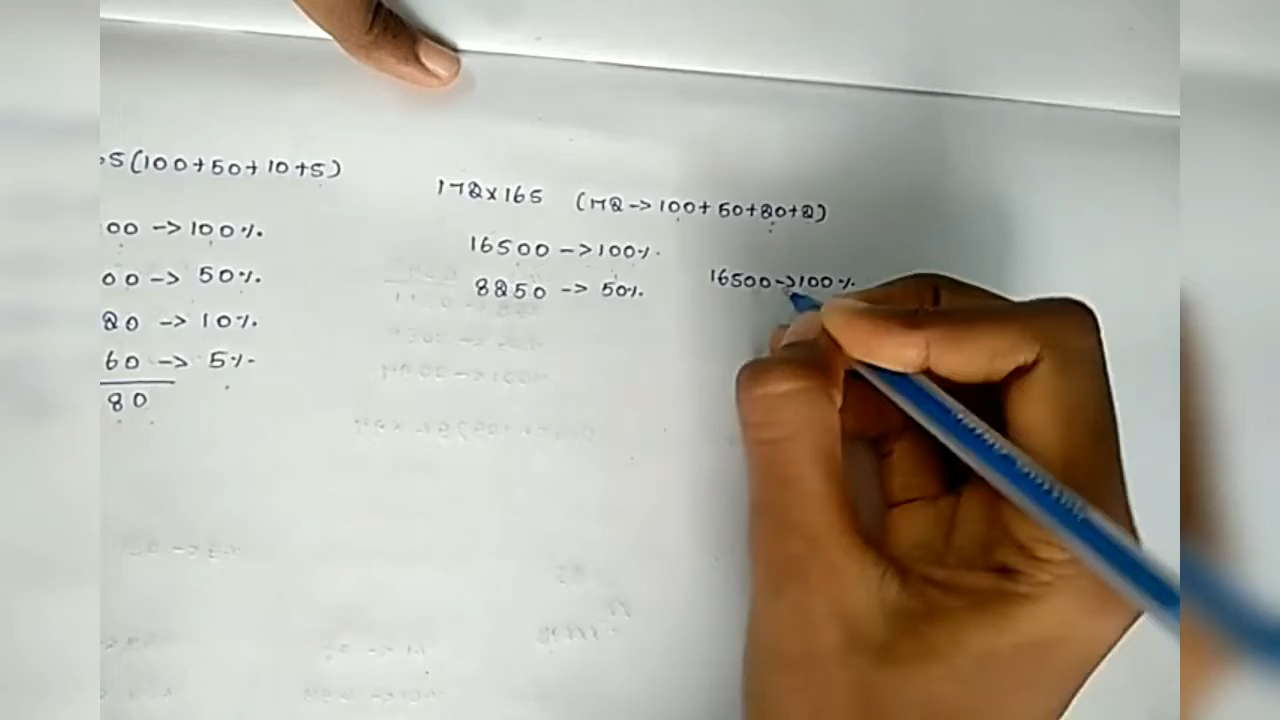 5(100+50+10+5)
00 -> 100%
00 -> 50%
20 -> 10%
60 -> 5%
80
172x165 (172 -> 100+50+20+2)
16500 -> 100%
8250 -> 50%
16500 -> 100%